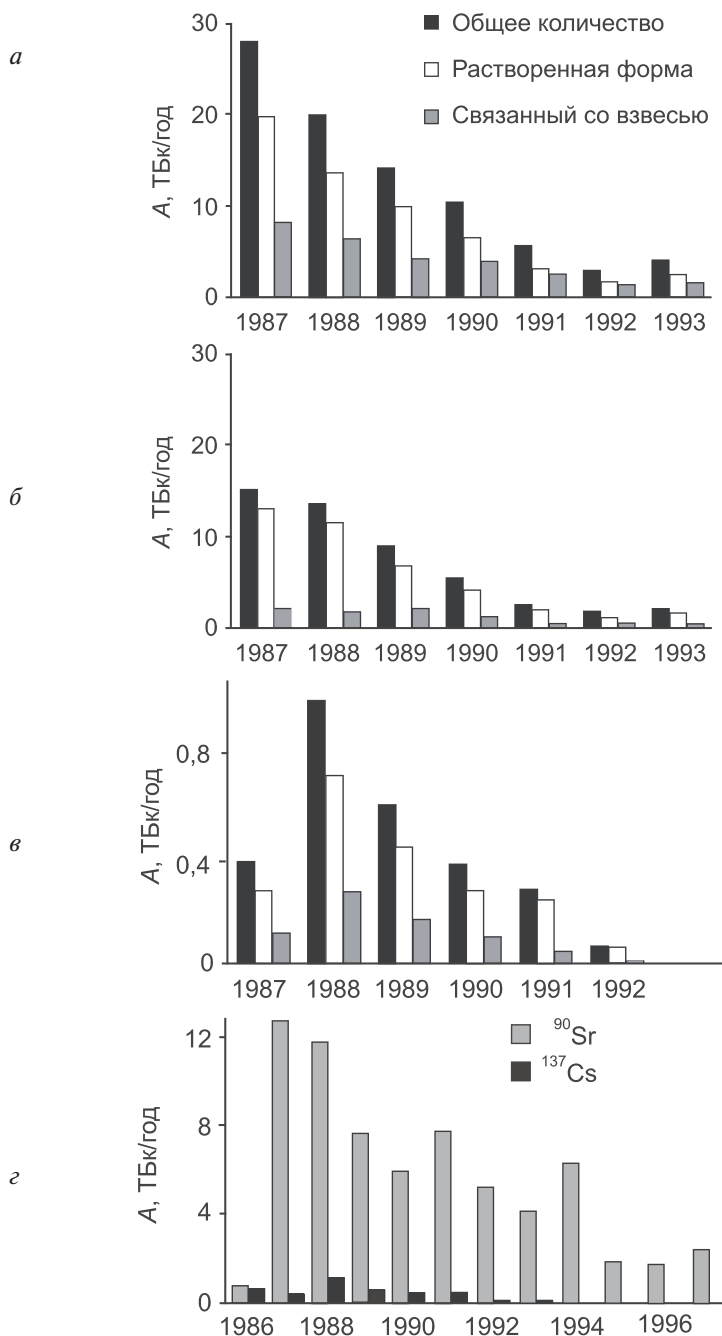 а
30
20
10
0
А, ТБк/год
Общее количество
Растворенная форма
Связанный со взвесью
1987 1988 1989 1990 1991 1992 1993
б
30
20
10
0
А, ТБк/год
1987 1988 1989 1990 1991 1992 1993
в
0,8
0,4
0
А, ТБк/год
1987 1988 1989 1990 1991 1992
г
12
8
4
0
А, ТБк/год
⁹⁰Sr
¹³⁷Cs
1986 1988 1990 1992 1994 1996